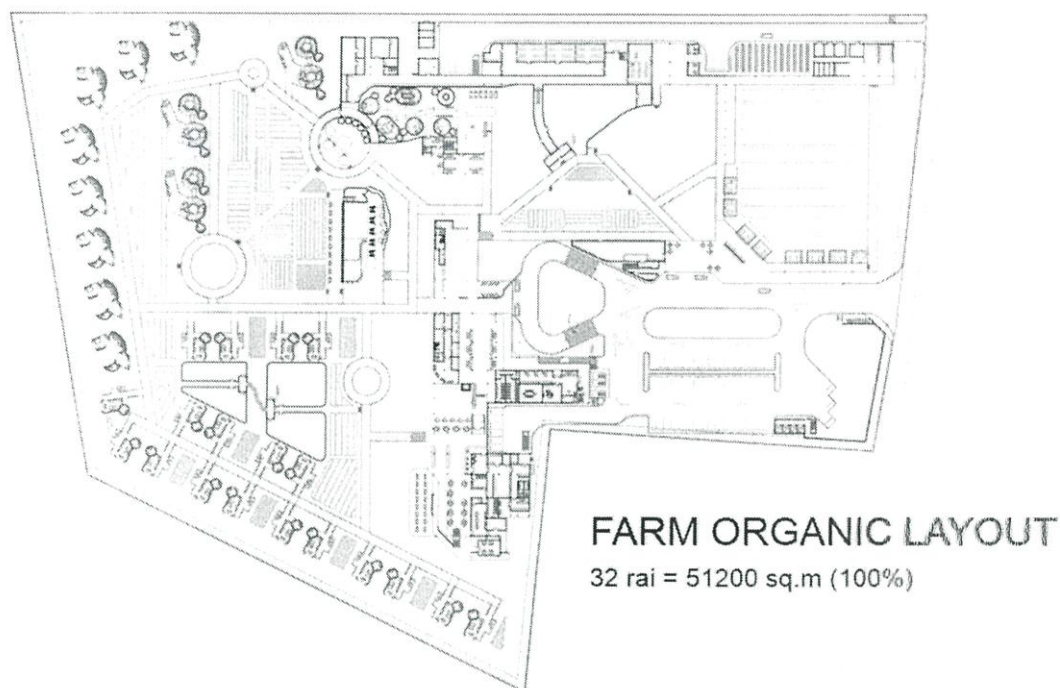 FARM ORGANIC LAYOUT
32 rai = 51200 sq.m (100%)